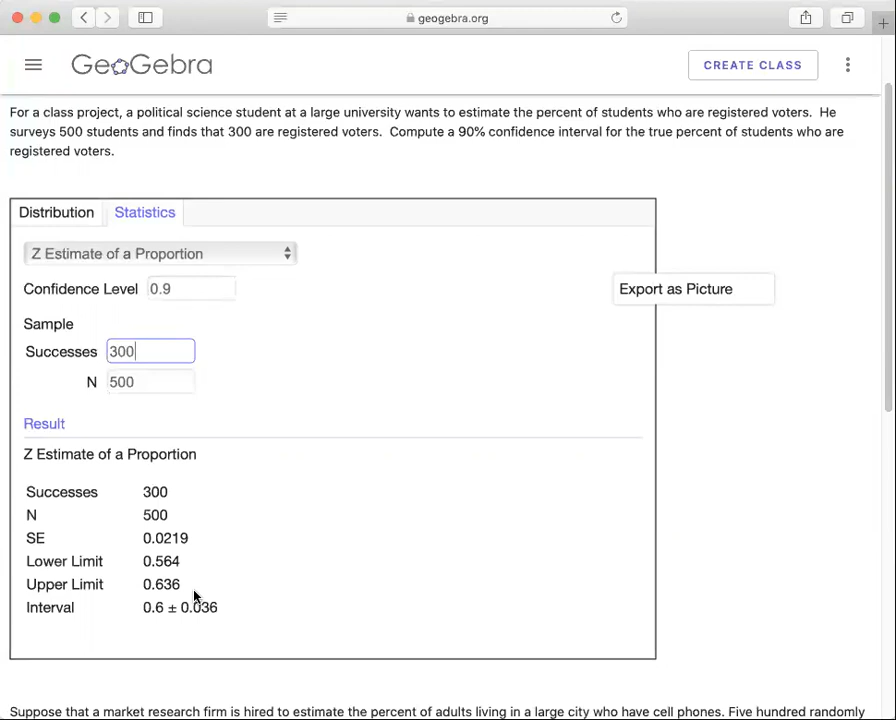 geogebra.org
GeoGebra
CREATE CLASS
For a class project, a political science student at a large university wants to estimate the percent of students who are registered voters. He
surveys 500 students and finds that 300 are registered voters. Compute a 90% confidence interval for the true percent of students who are
registered voters.
Distribution Statistics
Z Estimate of a Proportion
Confidence Level 0.9
Export as Picture
Sample
Successes 300
N 500
Result
Z Estimate of a Proportion
Successes 300
N 500
SE 0.0219
Lower Limit 0.564
Upper Limit 0.636
Interval 0.6 ± 0.036
Suppose that a market research firm is hired to estimate the percent of adults living in a large city who have cell phones. Five hundred randomly